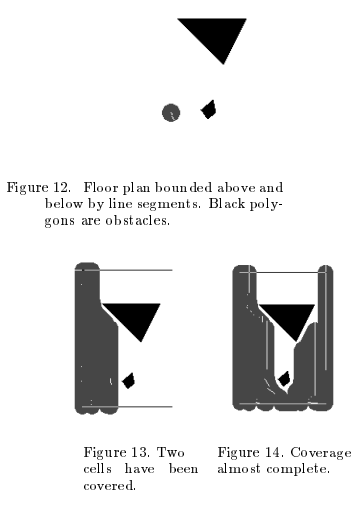 Figure 12. Floor plan bounded above and
below by line segments. Black poly-
gons are obstacles.
Figure 13. Two
cells have been
covered.
Figure 14. Coverage
almost complete.